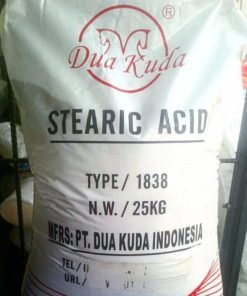 ®
Dua Kuda
STEARIC ACID
TYPE / 1838
N.W. / 25KG
MFRS: PT. DUA KUDA INDONESIA
TEL/
URL/